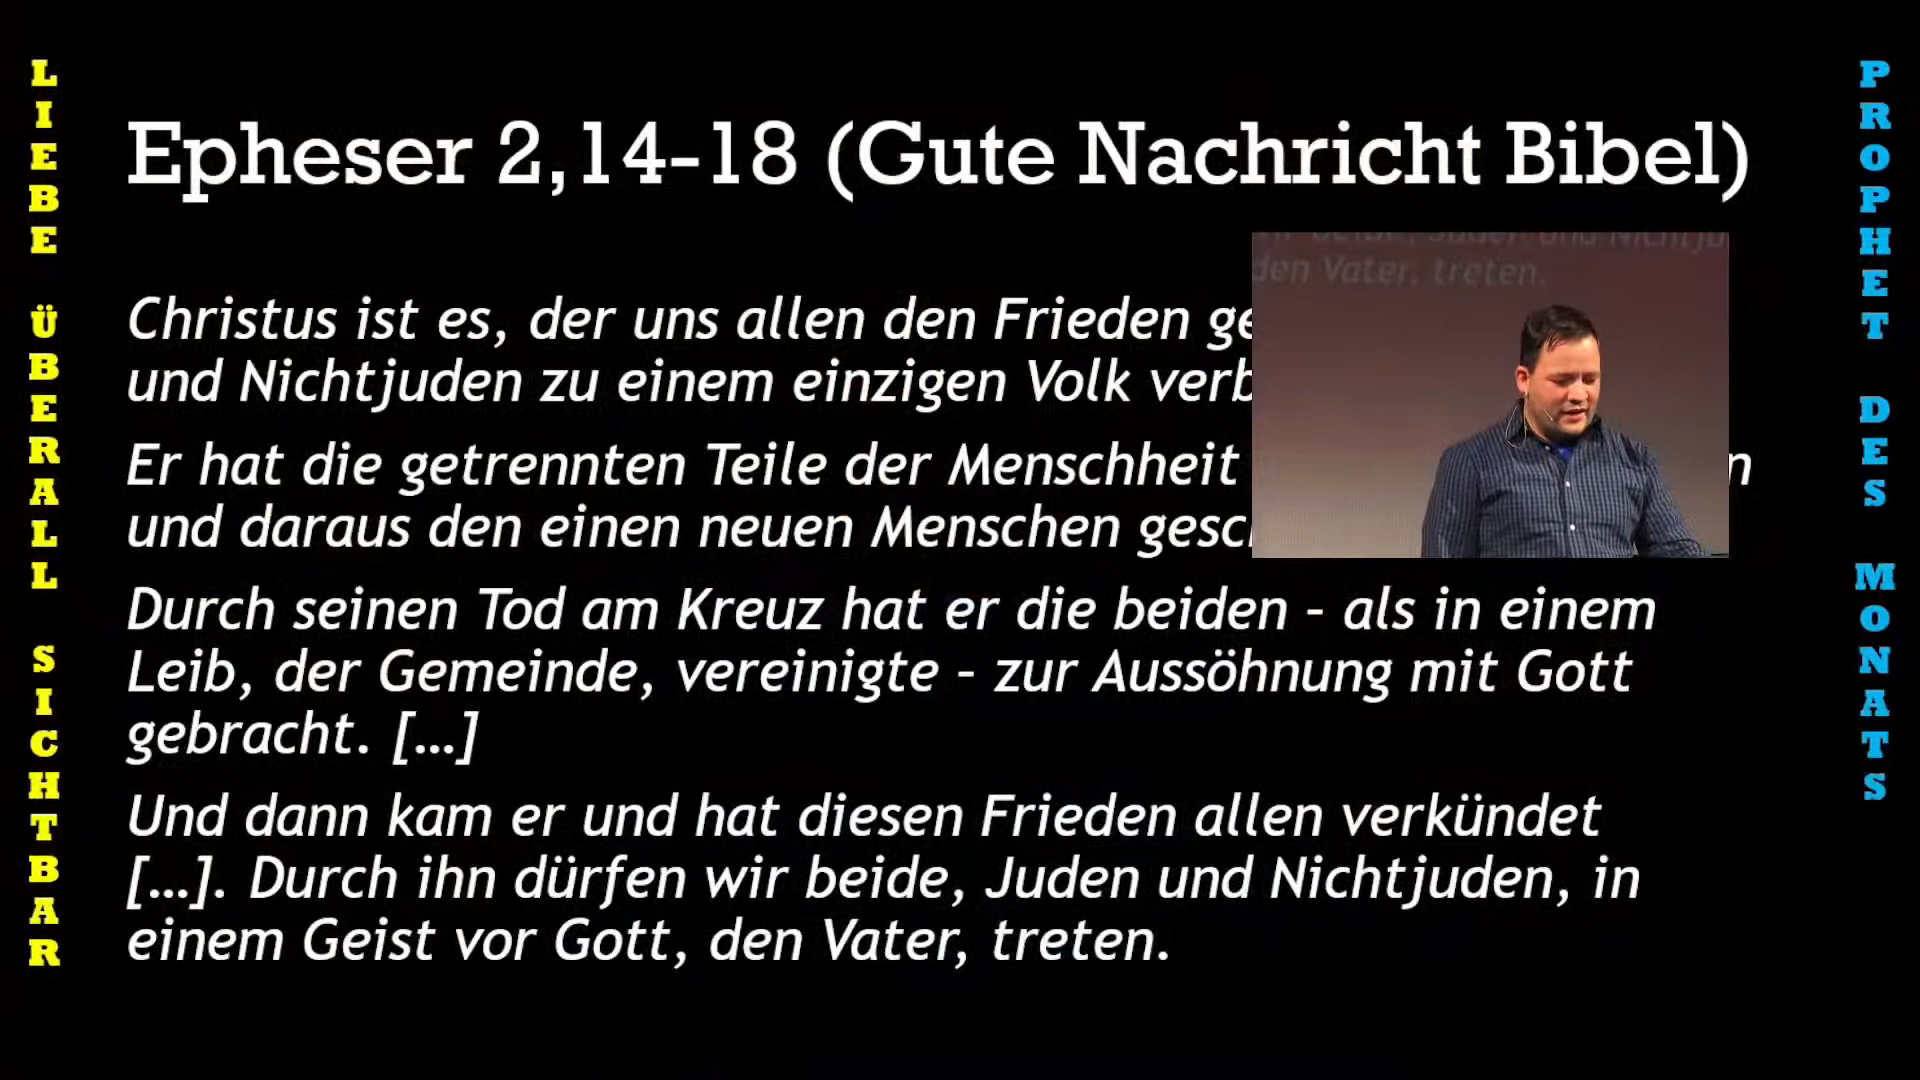 LIEBE ÜBERALL SICHTBAR
Epheser 2,14-18 (Gute Nachricht Bibel)
Christus ist es, der uns allen den Frieden
und Nichtjuden zu einem einzigen Volk
Er hat die getrennten Teile der Menschheit
und daraus den einen neuen Menschen
Durch seinen Tod am Kreuz hat er die beiden – als in einem
Leib, der Gemeinde, vereinigte – zur Aussöhnung mit Gott
gebracht. […]
Und dann kam er und hat diesen Frieden allen verkündet
[…]. Durch ihn dürfen wir beide, Juden und Nichtjuden, in
einem Geist vor Gott, den Vater, treten.
den Vater, treten.
PROPHET DES MONATS